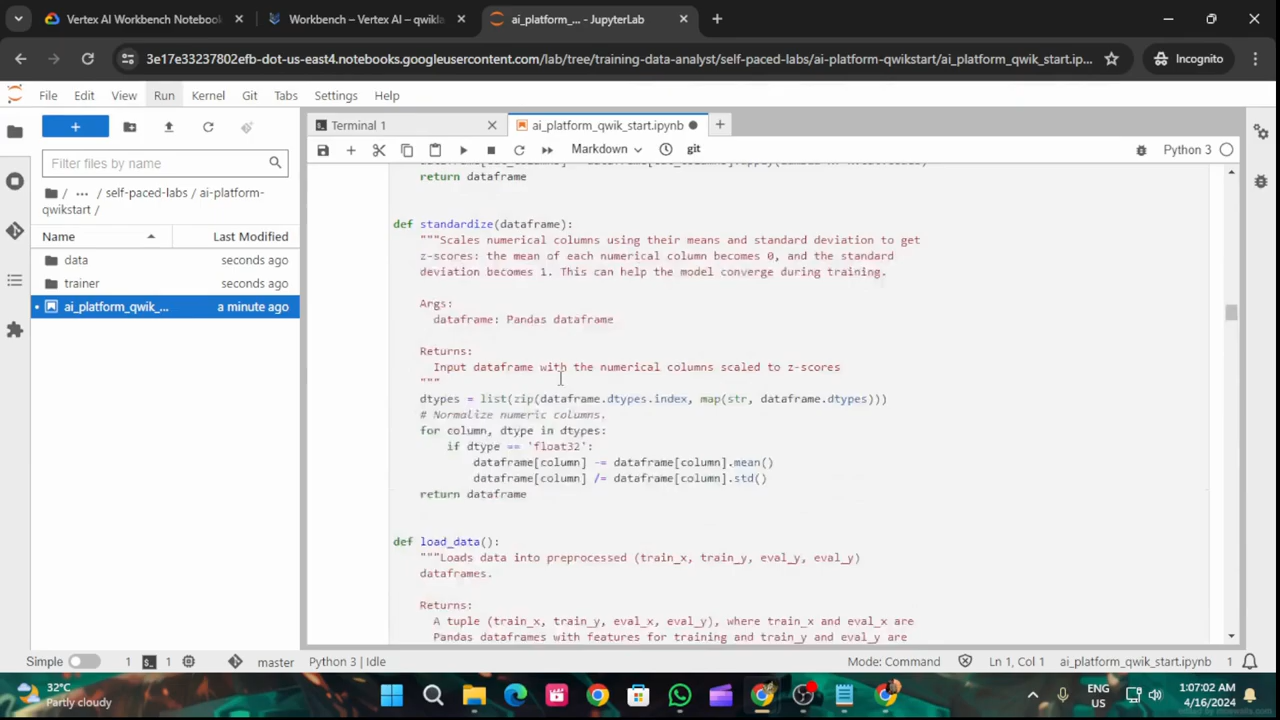 Vertex AI Workbench Notebook
Workbench – Vertex AI – qwikla
ai_platform_... - JupyterLab
3e17e33237802efb-dot-us-east4.notebooks.googleusercontent.com/lab/tree/training-data-analyst/self-paced-labs/ai-platform-qwikstart/ai_platform_qwik_start.ip...
Incognito
File Edit View Run Kernel Git Tabs Settings Help
Terminal 1
ai_platform_qwik_start.ipynb
Markdown
git
Python 3
Filter files by name
/ ... / self-paced-labs / ai-platform-
qwikstart /
Name Last Modified
data seconds ago
trainer seconds ago
ai_platform_qwik_... a minute ago
return dataframe
def standardize(dataframe):
"""Scales numerical columns using their means and standard deviation to get
z-scores: the mean of each numerical column becomes 0, and the standard
deviation becomes 1. This can help the model converge during training.
Args:
dataframe: Pandas dataframe
Returns:
Input dataframe with the numerical columns scaled to z-scores
"""
dtypes = list(zip(dataframe.dtypes.index, map(str, dataframe.dtypes)))
# Normalize numeric columns.
for column, dtype in dtypes:
if dtype == 'float32':
dataframe[column] -= dataframe[column].mean()
dataframe[column] /= dataframe[column].std()
return dataframe
def load_data():
"""Loads data into preprocessed (train_x, train_y, eval_y, eval_y)
dataframes.
Returns:
A tuple (train_x, train_y, eval_x, eval_y), where train_x and eval_x are
Pandas dataframes with features for training and train_y and eval_y are
Simple 1 1 master Python 3 | Idle Mode: Command Ln 1, Col 1 ai_platform_qwik_start.ipynb 1
32°C
Partly cloudy
ENG
US
1:07:02 AM
4/16/2024